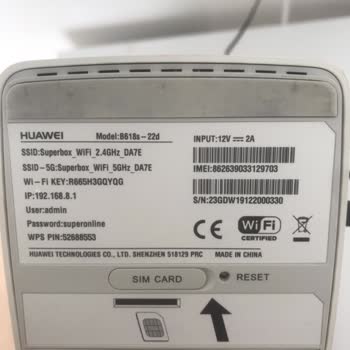 HUAWEI Model:B618s-22d
SSID:Superbox_WiFi_2.4GHz_DA7E
SSID-5G:Superbox_WiFi_5GHz_DA7E
Wi-Fi KEY:R665H3GQYQG
IP:192.168.8.1
User:admin
Password:superonline
WPS PIN:52688553
INPUT:12V 2A
IMEI:862639033129703
S/N:23GDW19122000330
CE Wi Fi CERTIFIED
HUAWEI TECHNOLOGIES CO., LTD. SHENZHEN 518129 PRC MADE IN CHINA
SIM CARD RESET